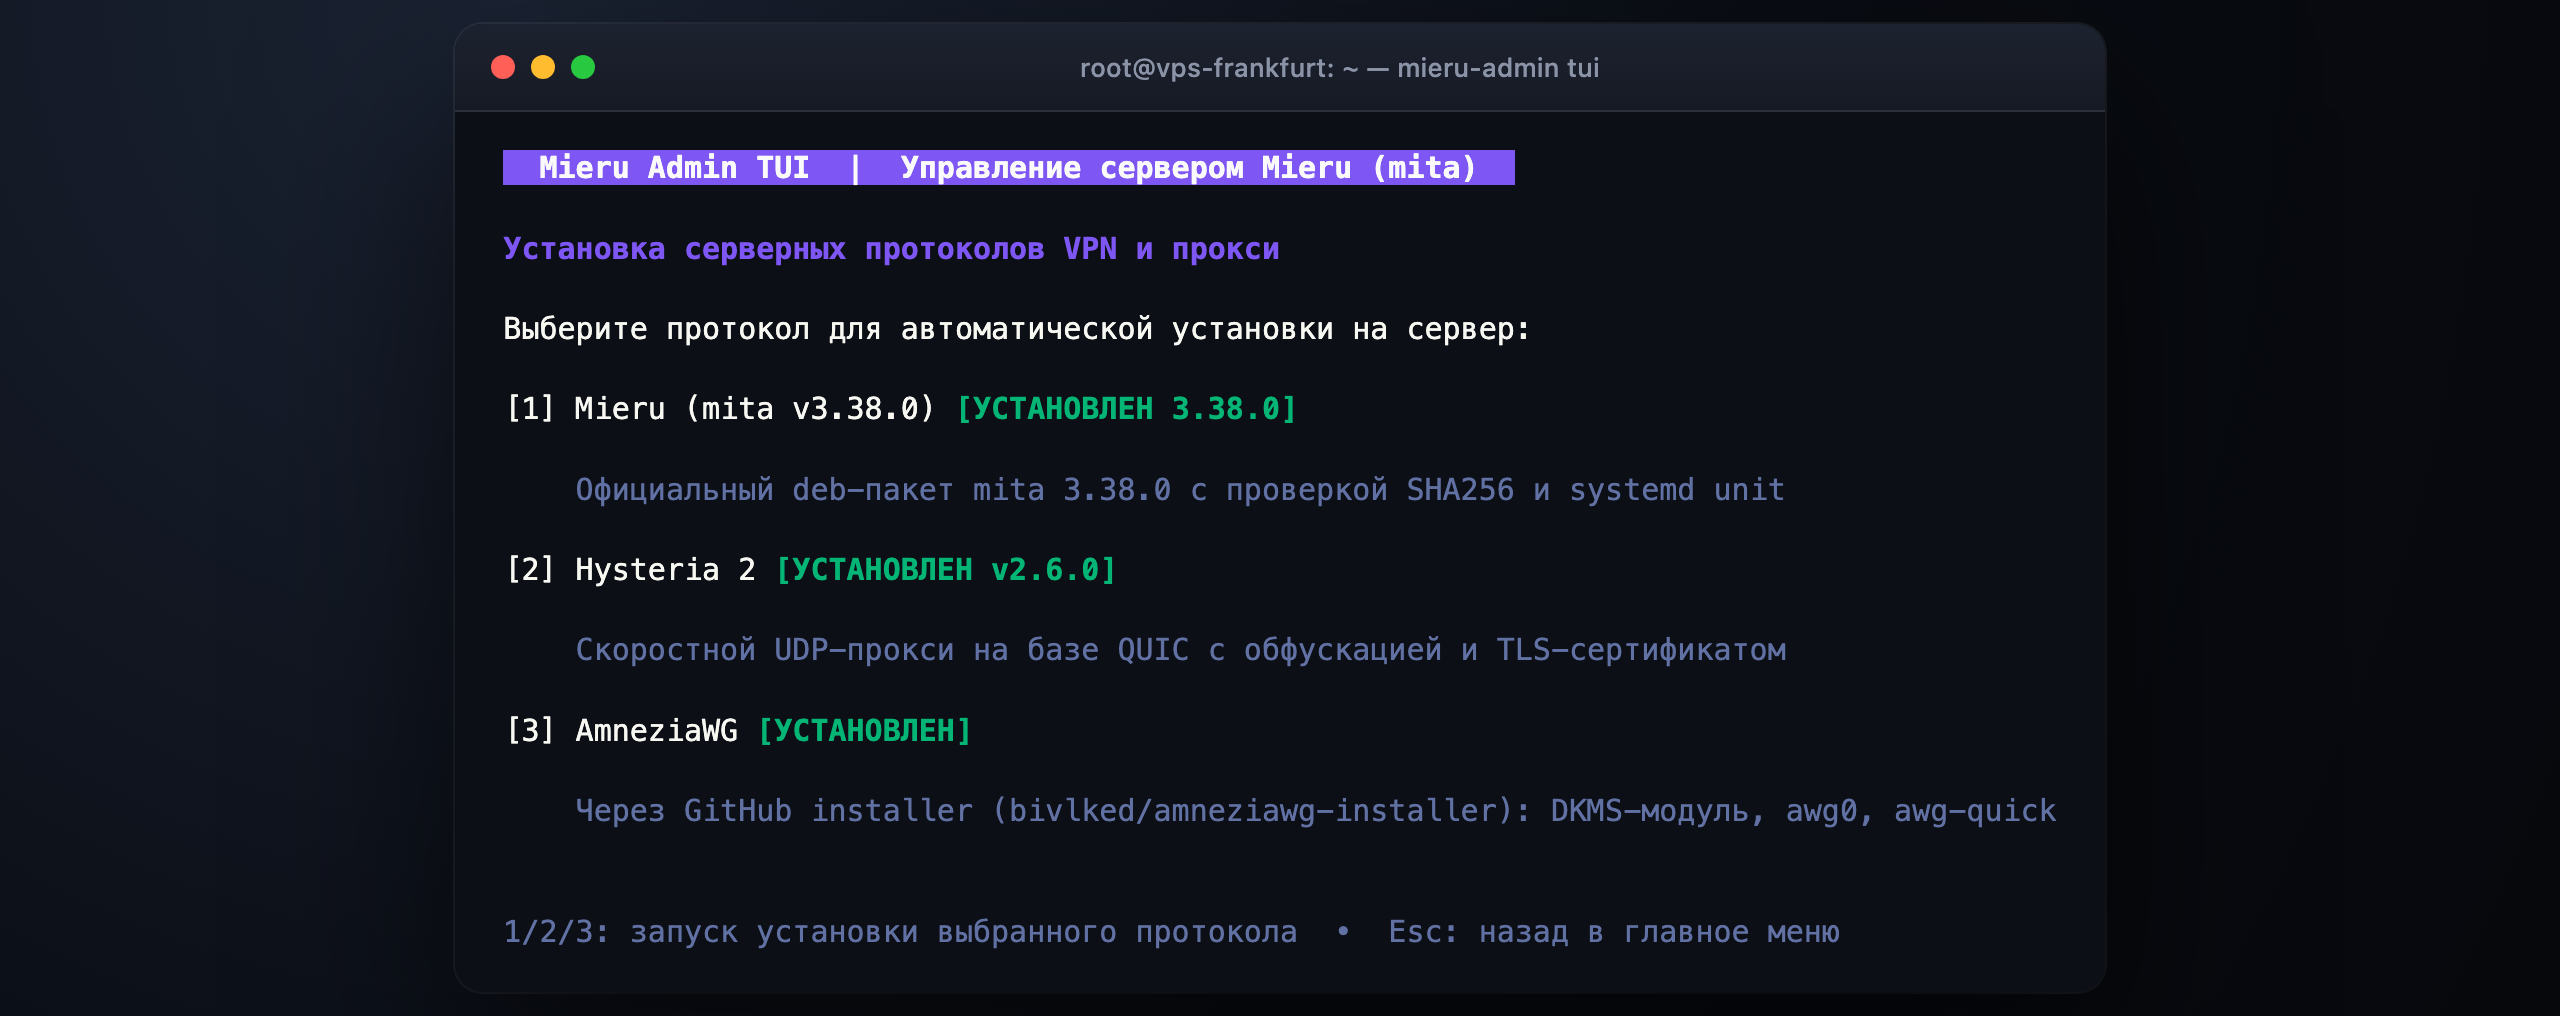 root@vps-frankfurt: ~ — mieru-admin tui
Mieru Admin TUI | Управление сервером Mieru (mita)
Установка серверных протоколов VPN и прокси
Выберите протокол для автоматической установки на сервер:
[1] Mieru (mita v3.38.0) [УСТАНОВЛЕН 3.38.0]
Официальный deb-пакет mita 3.38.0 с проверкой SHA256 и systemd unit
[2] Hysteria 2 [УСТАНОВЛЕН v2.6.0]
Скоростной UDP-прокси на базе QUIC с обфускацией и TLS-сертификатом
[3] AmneziaWG [УСТАНОВЛЕН]
Через GitHub installer (bivlked/amneziawg-installer): DKMS-модуль, awg0, awg-quick
1/2/3: запуск установки выбранного протокола • Esc: назад в главное меню